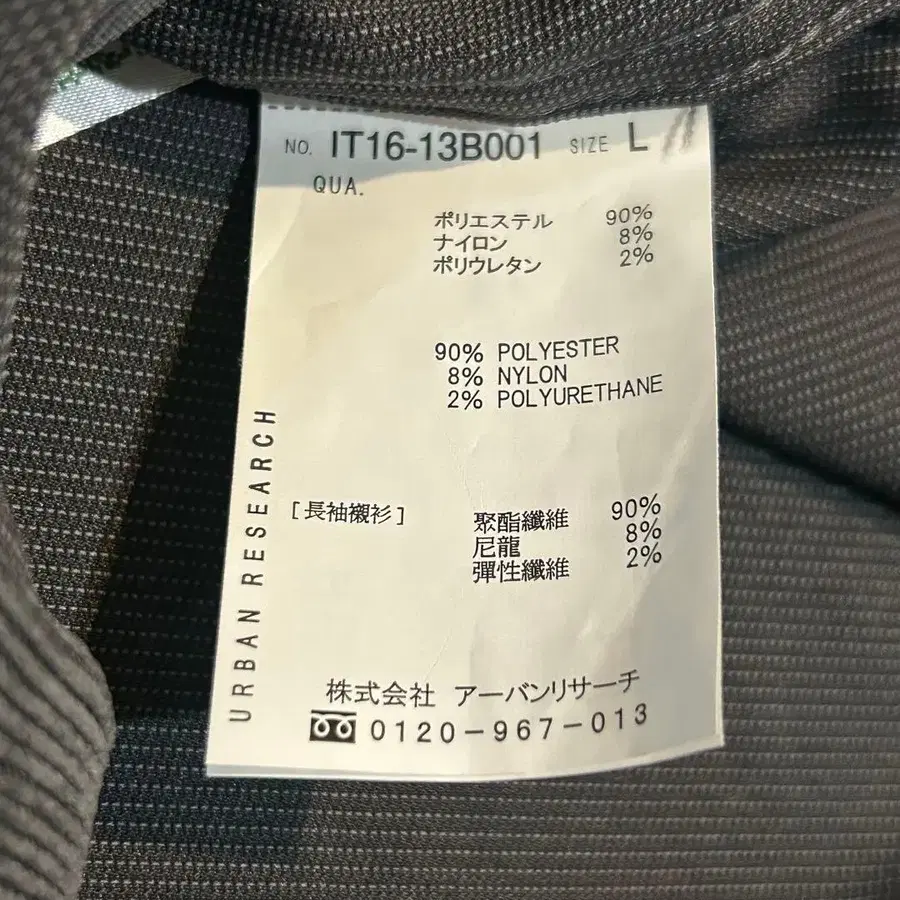 NO. IT16-13B001 SIZE L
QUA.
ポリエステル 90%
ナイロン 8%
ポリウレタン 2%
90% POLYESTER
8% NYLON
2% POLYURETHANE
URBAN RESEARCH
[長袖襯衫] 聚酯纖維 90%
尼龍 8%
彈性纖維 2%
株式会社 アーバンリサーチ
0120-967-013